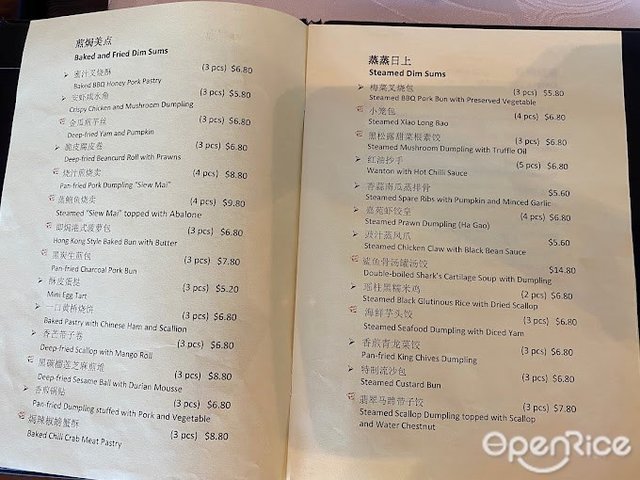 煎焗美点
Baked and Fried Dim Sums
蜜汁叉烧酥 (3 pcs) $6.80
Baked BBQ Honey Pork Pastry
安虾咸水角 (3 pcs) $5.80
Crispy Chicken and Mushroom Dumpling
金瓜煎芋丝 (3 pcs) $6.80
Deep-fried Yam and Pumpkin
脆皮腐皮卷 (3 pcs) $6.80
Deep-fried Beancurd Roll with Prawns
烧汁煎烧卖 (4 pcs) $8.80
Pan-fried Pork Dumpling "Siew Mai"
蒸鲍鱼烧卖 (4 pcs) $9.80
Steamed "Siew Mai" topped with Abalone
即焗港式菠萝包 (3 pcs) $6.80
Hong Kong Style Baked Bun with Butter
黑炭生煎包 (3 pcs) $7.80
Pan-fried Charcoal Pork Bun
酥皮蛋挞 (3 pcs) $5.20
Mini Egg Tart
一口黄桥烧饼 (3 pcs) $6.80
Baked Pastry with Chinese Ham and Scallion
香芒带子卷 (3 pcs) $6.80
Deep-fried Scallop with Mango Roll
黑碳榴莲芝麻煎堆 (3 pcs) $8.80
Deep-fried Sesame Ball with Durian Mousse
香煎锅贴 (3 pcs) $6.80
Pan-fried Dumpling stuffed with Pork and Vegetable
焗辣椒螃蟹酥 (3 pcs) $8.80
Baked Chili Crab Meat Pastry
蒸蒸日上
Steamed Dim Sums
梅菜叉烧包 (3 pcs) $5.80
Steamed BBQ Pork Bun with Preserved Vegetable
小笼包 (4 pcs) $6.80
Steamed Xiao Long Bao
黑松露甜菜根素饺 (3 pcs) $6.80
Steamed Mushroom Dumpling with Truffle Oil
红油抄手 (5 pcs) $6.80
Wanton with Hot Chilli Sauce
香蒜南瓜蒸排骨 $5.60
Steamed Spare Ribs with Pumpkin and Minced Garlic
嘉苑虾饺皇 (4 pcs) $6.80
Steamed Prawn Dumpling (Ha Gao)
豉汁蒸凤爪 $5.60
Steamed Chicken Claw with Black Bean Sauce
鲨鱼骨汤灌汤饺 $14.80
Double-boiled Shark's Cartilage Soup with Dumpling
瑶柱黑糯米鸡 (2 pcs) $6.80
Steamed Black Glutinous Rice with Dried Scallop
海鲜芋头饺 (3 pcs) $6.80
Steamed Seafood Dumpling with Diced Yam
香煎青龙菜饺 (3 pcs) $6.80
Pan-fried King Chives Dumpling
特制流沙包 (3 pcs) $6.80
Steamed Custard Bun
翡翠马蹄带子饺 (3 pcs) $7.80
Steamed Scallop Dumpling topped with Scallop
and Water Chestnut
OpenRice